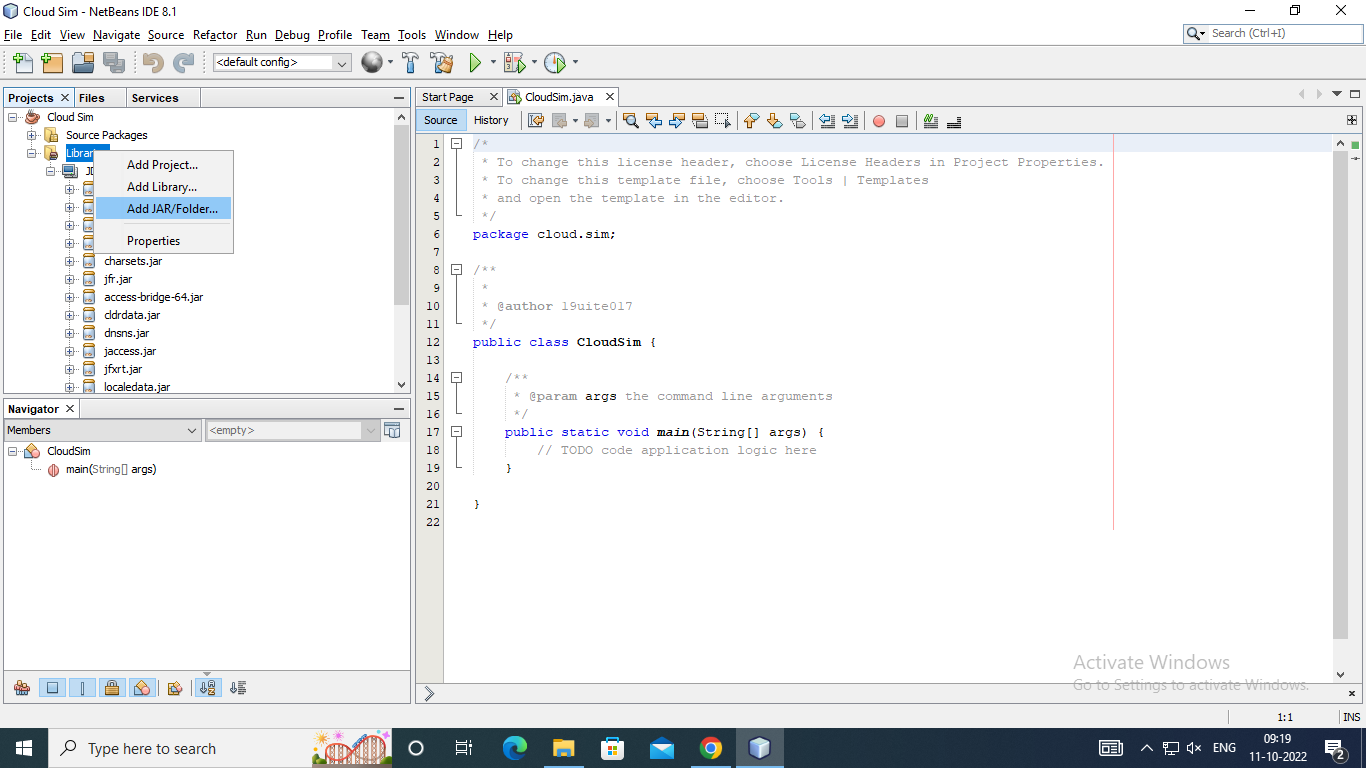 Cloud Sim - NetBeans IDE 8.1
File Edit View Navigate Source Refactor Run Debug Profile Team Tools Window Help
Search (Ctrl+I)
<default config>
Projects
Files
Services
Cloud Sim
Source Packages
Add Project...
Add Library...
Add JAR/Folder...
Properties
charsets.jar
jfr.jar
access-bridge-64.jar
cldrdata.jar
dnsns.jar
jaccess.jar
jfxrt.jar
localedata.jar
Navigator
Members
<empty>
CloudSim
main(String[] args)
Start Page
CloudSim.java
Source
History
1 /*
2 * To change this license header, choose License Headers in Project Properties.
3 * To change this template file, choose Tools | Templates
4 * and open the template in the editor.
5 */
6 package cloud.sim;
7
8 /**
9 *
10 * @author 19uite017
11 */
12 public class CloudSim {
13
14 /**
15 * @param args the command line arguments
16 */
17 public static void main(String[] args) {
18 // TODO code application logic here
19 }
20
21 }
22
Activate Windows
Go to Settings to activate Windows.
1:1
INS
Type here to search
ENG
09:19
11-10-2022
2